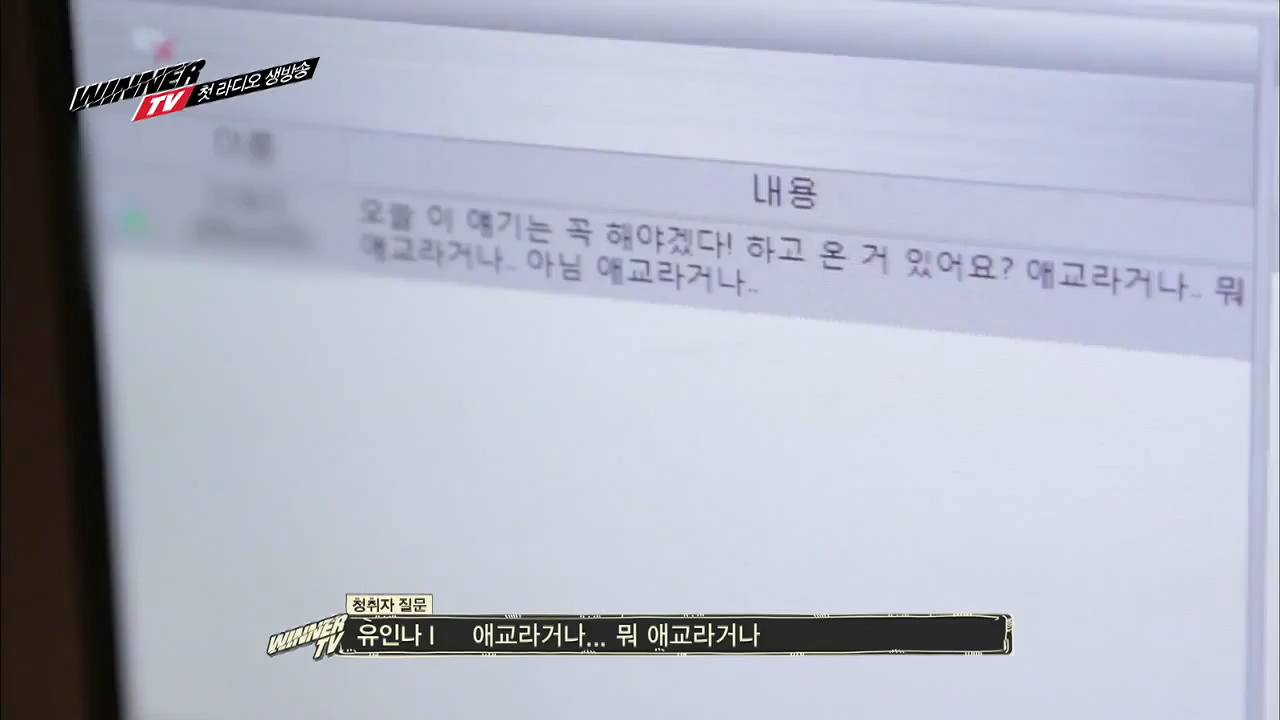 WINNER TV 첫 라디오 생방송
이름
내용
오늘 이 얘기는 꼭 해야겠다! 하고 온 거 있어요? 애교라거나.. 뭐
애교라거나.. 아님 애교라거나..
청취자 질문
WINNER TV 유인나 | 애교라거나... 뭐 애교라거나